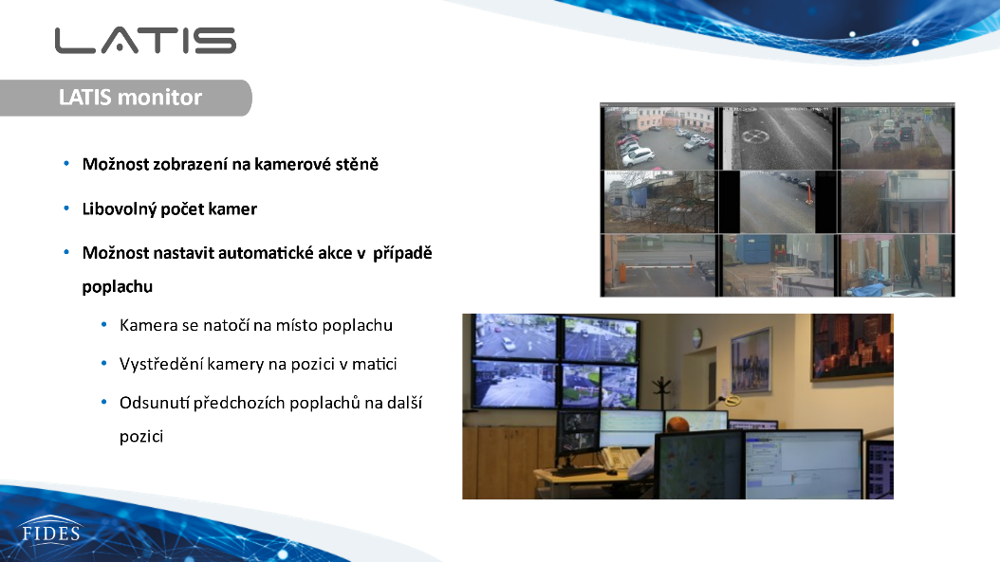 LATIS
LATIS monitor
• Možnost zobrazení na kamerové stěně
• Libovolný počet kamer
• Možnost nastavit automatické akce v  případě
poplachu
• Kamera se natočí na místo poplachu
• Vystředění kamery na pozici v matici
• Odsunutí předchozích poplachů na další
pozici
FIDES